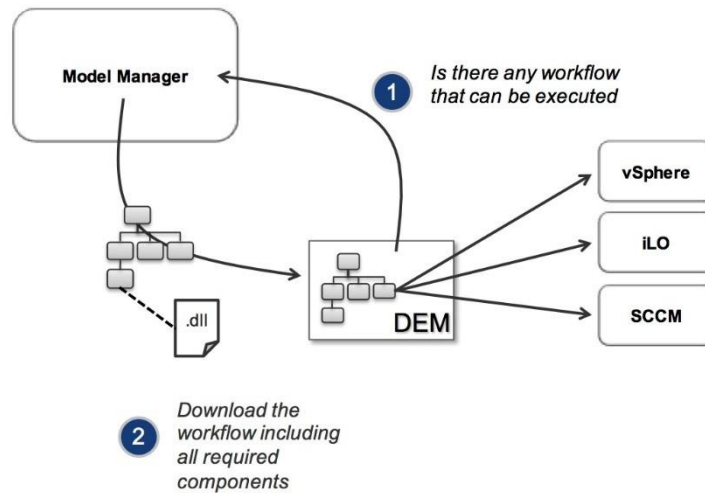 Model Manager
1
Is there any workflow
that can be executed
vSphere
iLO
SCCM
.dll
DEM
2
Download the
workflow including
all required
components